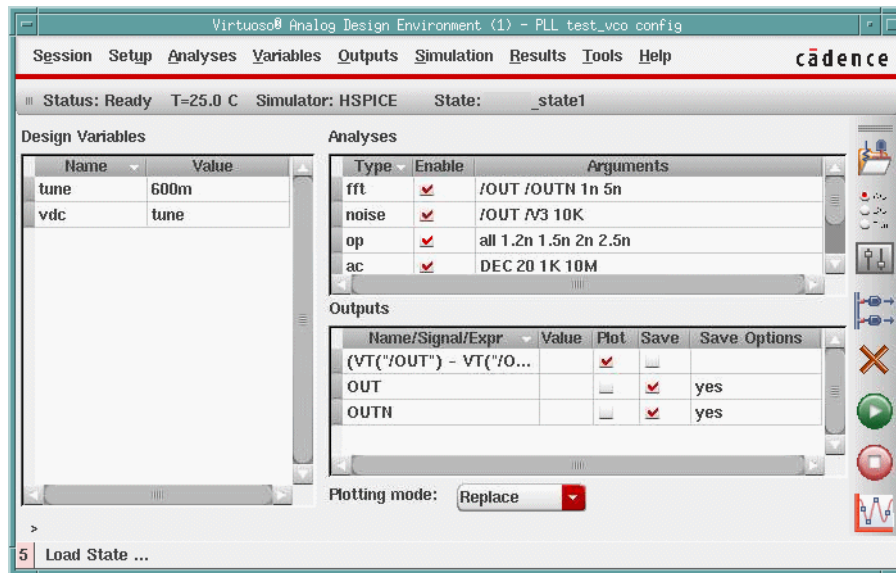 Virtuoso® Analog Design Environment (1) - PLL test_vco config
Session Setup Analyses Variables Outputs Simulation Results Tools Help
cādence
Status: Ready T=25.0 C Simulator: HSPICE State: _state1
Design Variables
Name Value
tune 600m
vdc tune
Analyses
Type Enable Arguments
fft /OUT /OUTN 1n 5n
noise /OUT /V3 10K
op all 1.2n 1.5n 2n 2.5n
ac DEC 20 1K 10M
Outputs
Name/Signal/Expr Value Plot Save Save Options
(VT("/OUT") - VT("/O...
OUT yes
OUTN yes
Plotting mode: Replace
>
5 Load State ...